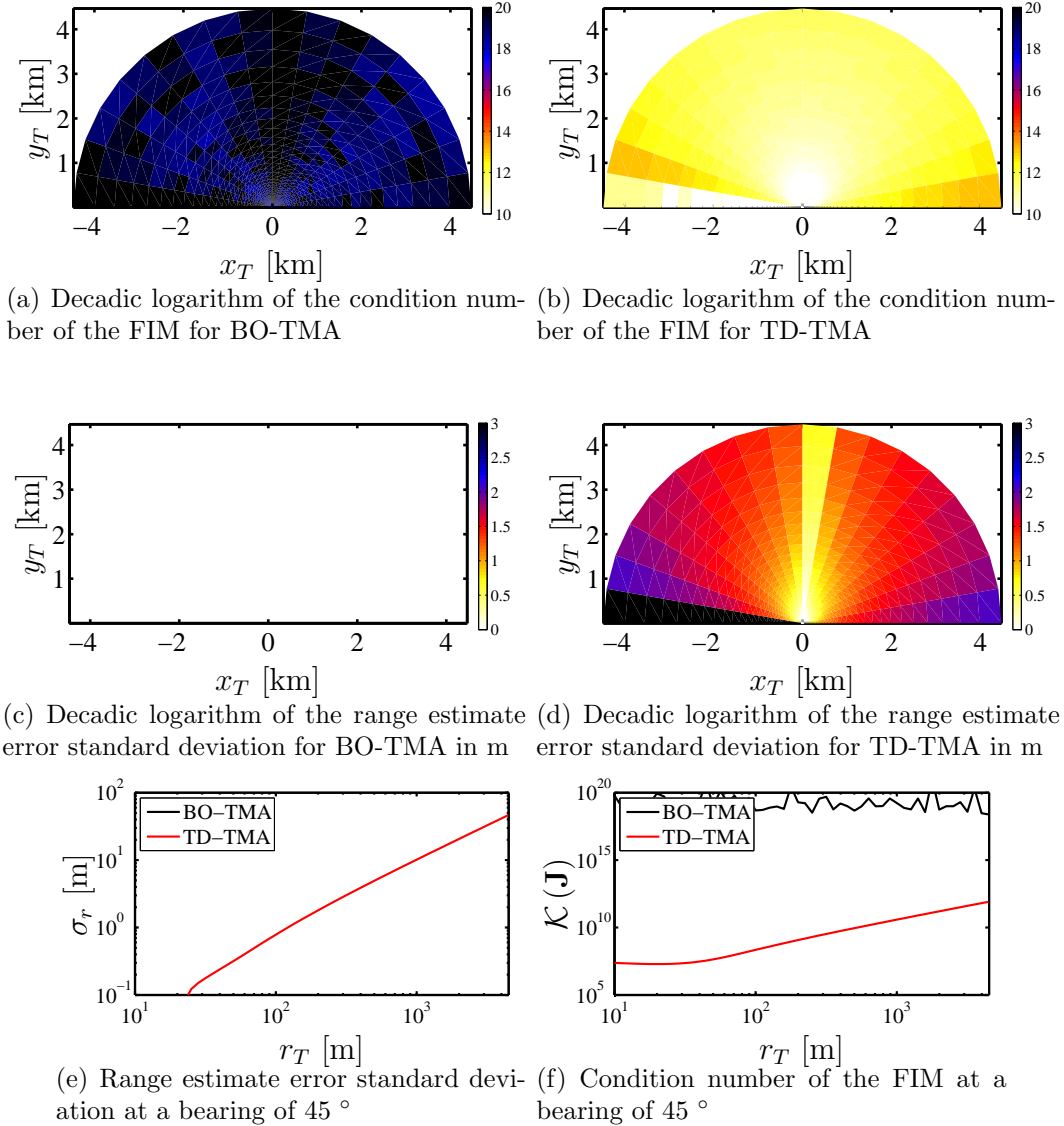 4
3
2
1
−4 −2 0 2 4
y_T [km]
x_T [km]
20
18
16
14
12
10
(a) Decadic logarithm of the condition num-
ber of the FIM for BO-TMA
4
3
2
1
−4 −2 0 2 4
y_T [km]
x_T [km]
20
18
16
14
12
10
(b) Decadic logarithm of the condition num-
ber of the FIM for TD-TMA
4
3
2
1
−4 −2 0 2 4
y_T [km]
x_T [km]
3
2.5
2
1.5
1
0.5
0
(c) Decadic logarithm of the range estimate
error standard deviation for BO-TMA in m
4
3
2
1
−4 −2 0 2 4
y_T [km]
x_T [km]
3
2.5
2
1.5
1
0.5
0
(d) Decadic logarithm of the range estimate
error standard deviation for TD-TMA in m
10^2
10^1
10^0
10^−1
10^1 10^2 10^3
σ_r [m]
r_T [m]
BO–TMA
TD–TMA
(e) Range estimate error standard devi-
ation at a bearing of 45 °
10^20
10^15
10^10
10^5
10^1 10^2 10^3
𝒦 (J)
r_T [m]
BO–TMA
TD–TMA
(f) Condition number of the FIM at a
bearing of 45 °